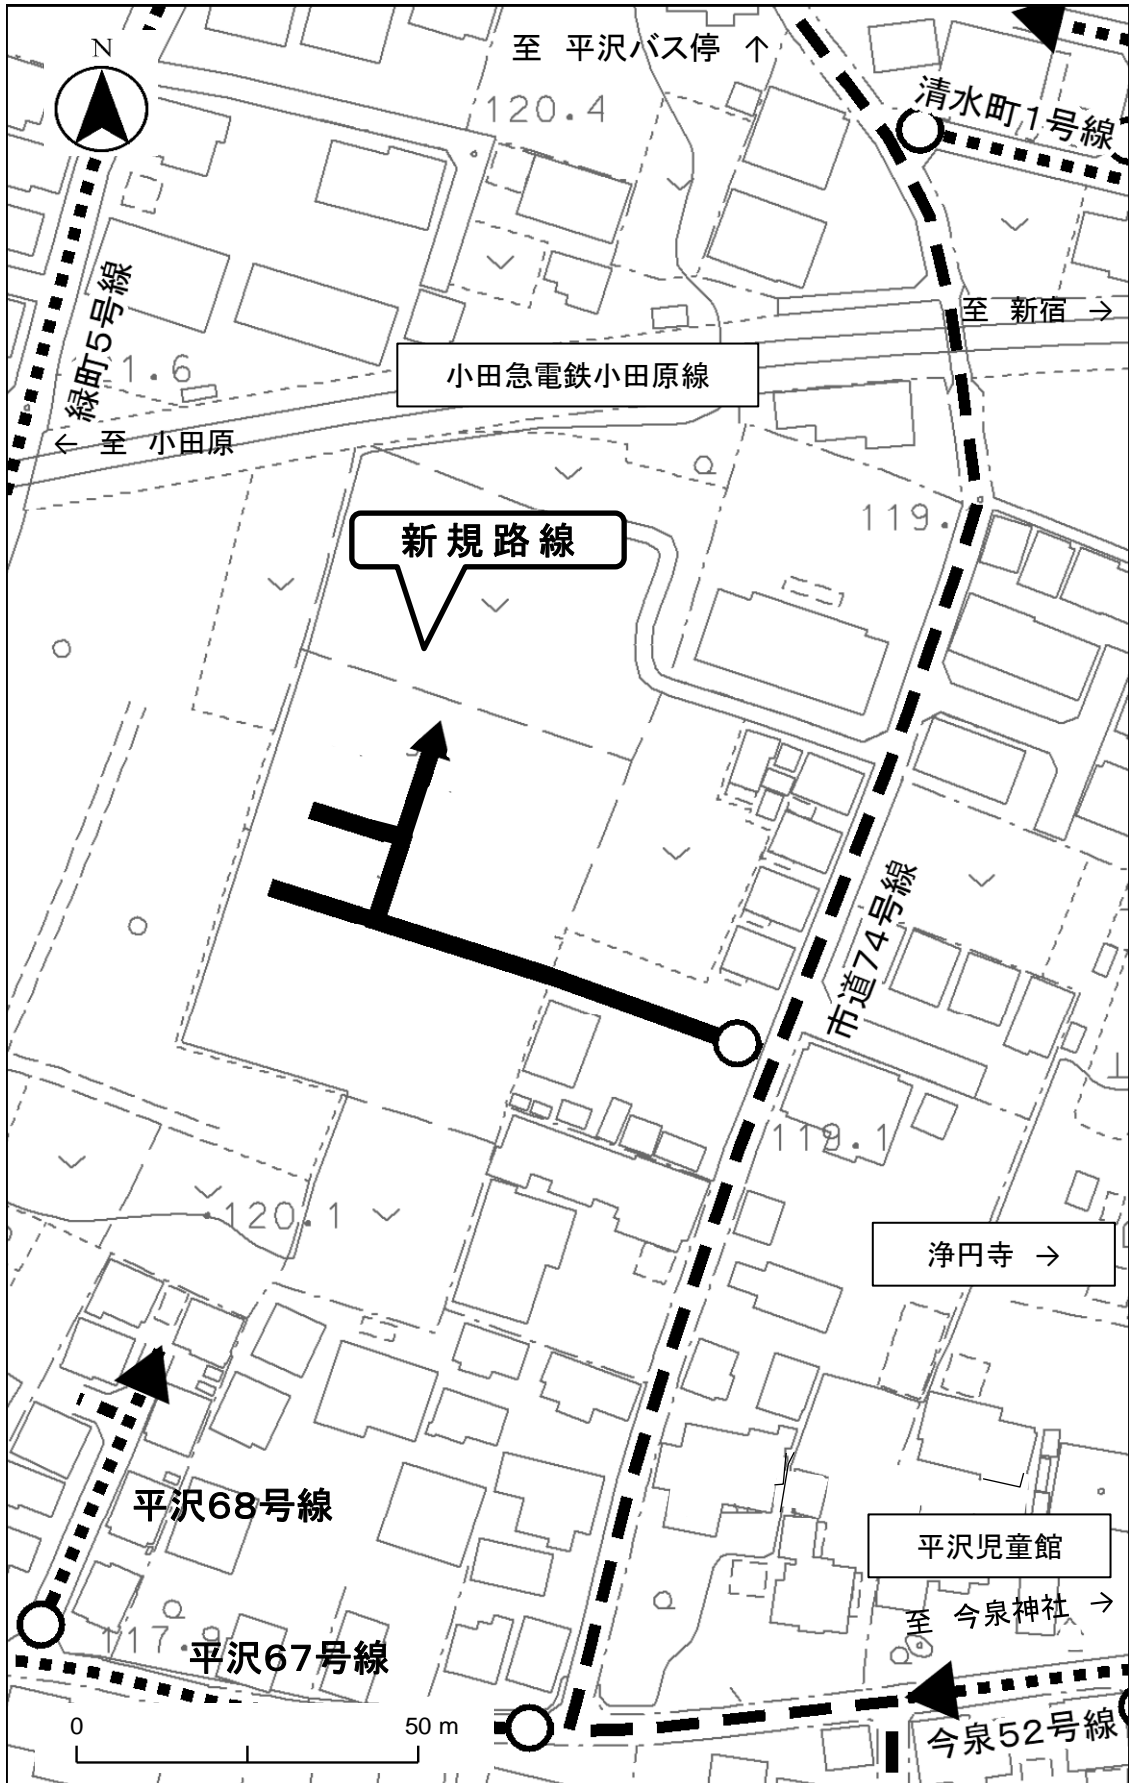 N
至 平沢バス停 ↑
120.4
清水町1号線
緑町5号線
至 新宿 →
小田急電鉄小田原線
1.6
← 至 小田原
119.
新規路線
市道74号線
119.1
120.1
浄円寺 →
平沢68号線
平沢児童館
至 今泉神社 →
117.9
平沢67号線
今泉52号線
0
50 m